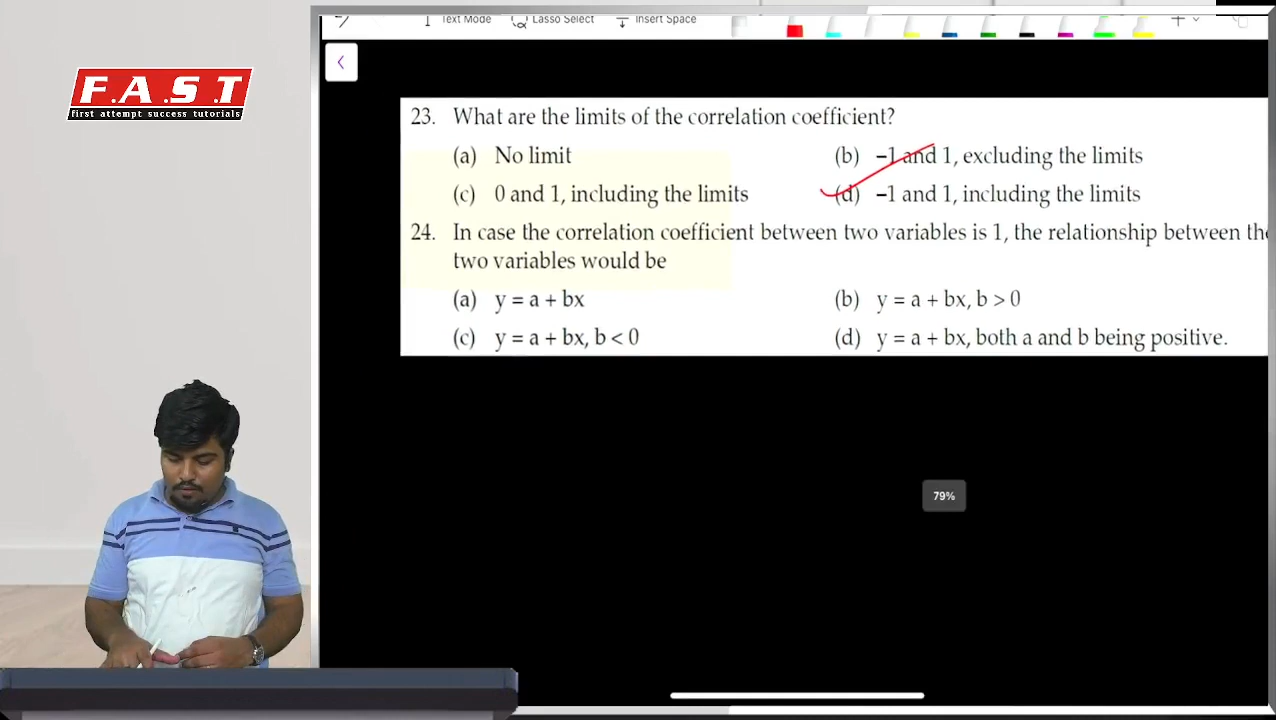 Text Mode Lasso Select Insert Space
F.A.S.T
first attempt success tutorials
23. What are the limits of the correlation coefficient?
(a) No limit (b) –1 and 1, excluding the limits
(c) 0 and 1, including the limits (d) –1 and 1, including the limits
24. In case the correlation coefficient between two variables is 1, the relationship between the
two variables would be
(a) y = a + bx (b) y = a + bx, b > 0
(c) y = a + bx, b < 0 (d) y = a + bx, both a and b being positive.
79%